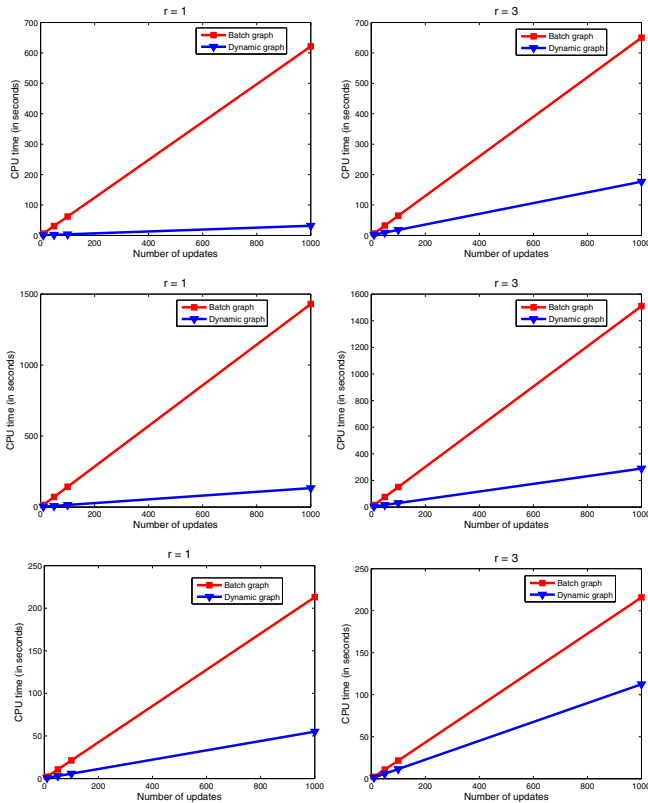 r = 1
700
600
500
400
300
200
100
0
0 200 400 600 800 1000
CPU time (in seconds)
Number of updates
Batch graph
Dynamic graph
r = 3
700
600
500
400
300
200
100
0
0 200 400 600 800 1000
CPU time (in seconds)
Number of updates
Batch graph
Dynamic graph
r = 1
1500
1000
500
0
0 200 400 600 800 1000
CPU time (in seconds)
Number of updates
Batch graph
Dynamic graph
r = 3
1600
1400
1200
1000
800
600
400
200
0
0 200 400 600 800 1000
CPU time (in seconds)
Number of updates
Batch graph
Dynamic graph
r = 1
250
200
150
100
50
0
0 200 400 600 800 1000
CPU time (in seconds)
Number of updates
Batch graph
Dynamic graph
r = 3
250
200
150
100
50
0
0 200 400 600 800 1000
CPU time (in seconds)
Number of updates
Batch graph
Dynamic graph